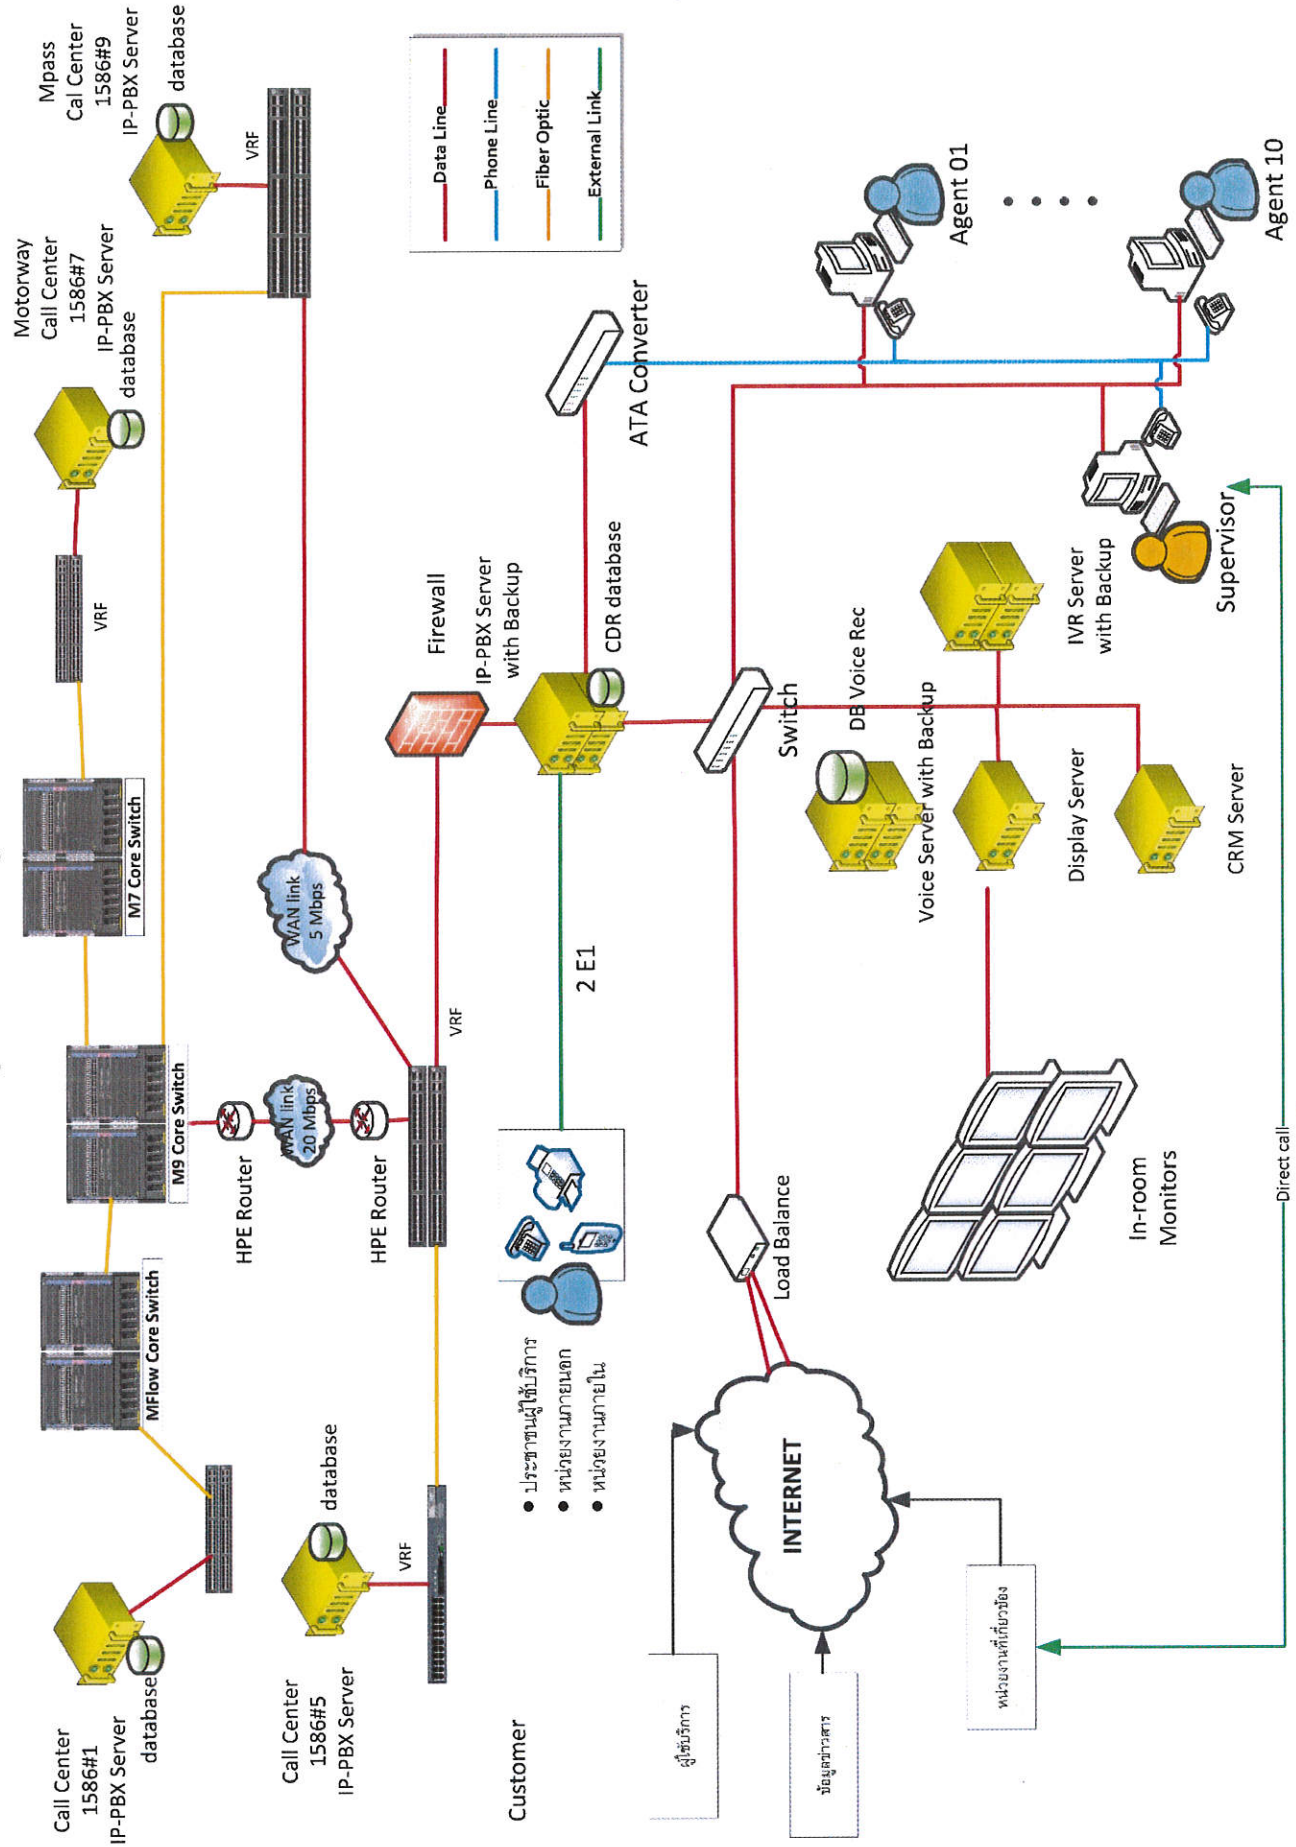 Call Center
1586#1
IP-PBX Server
database
MFlow Core Switch
M9 Core Switch
M7 Core Switch
VRF
Motorway
Call Center
1586#7
IP-PBX Server
database
Mpass
Cal Center
1586#9
IP-PBX Server
database
VRF
HPE Router
WAN link
20 Mbps
HPE Router
WAN link
5 Mbps
Call Center
1586#5
IP-PBX Server
database
VRF
VRF
Firewall
Data Line
Phone Line
Fiber Optic
External Link
Customer
● ประชาชนผู้ใช้บริการ
● หน่วยงานภายนอก
● หน่วยงานภายใน
2 E1
IP-PBX Server
with Backup
CDR database
ATA Converter
ผู้ใช้บริการ
ข้อมูลข่าวสาร
หน่วยงานที่เกี่ยวข้อง
INTERNET
Load Balance
Switch
DB Voice Rec
Voice Server with Backup
Display Server
CRM Server
IVR Server
with Backup
In-room
Monitors
Supervisor
Agent 01
Agent 10
Direct call